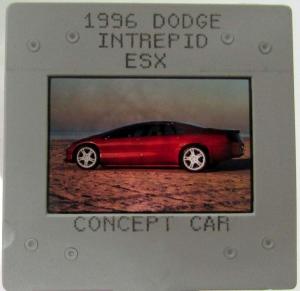 1996 DODGE
INTREPID
ESX
CONCEPT CAR